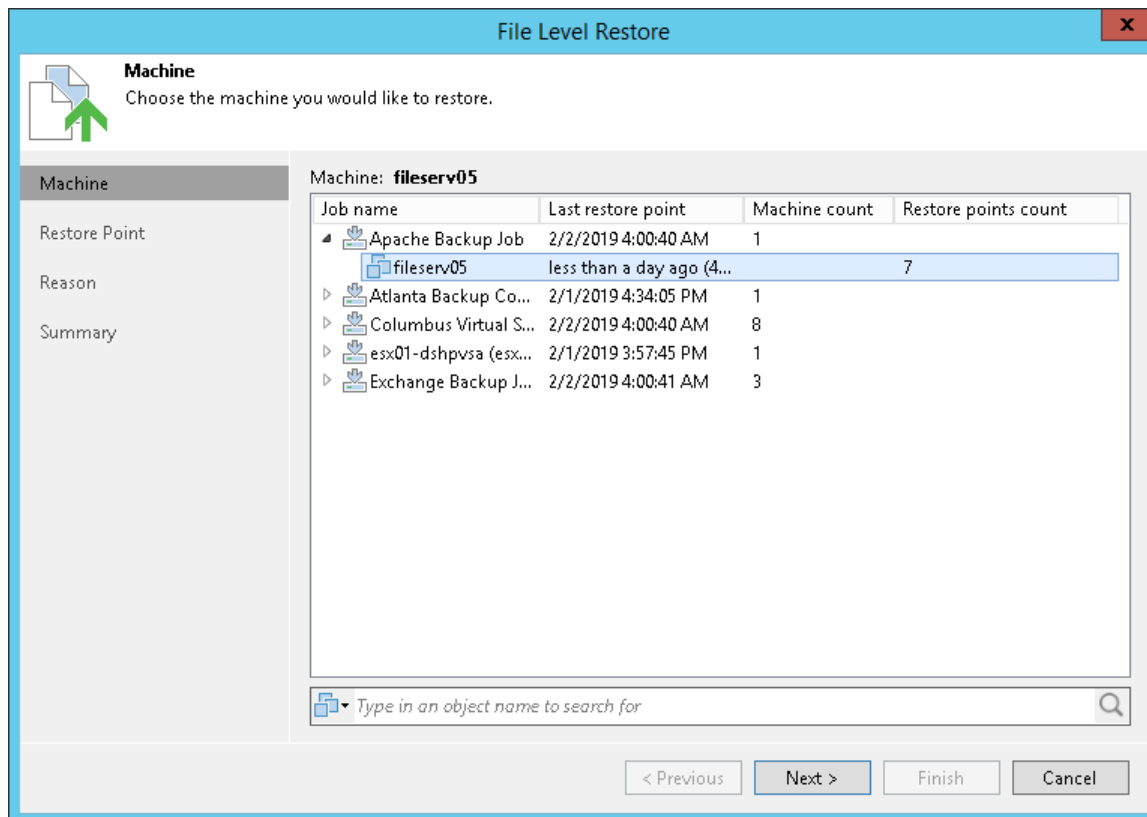 File Level Restore
x
Machine
Choose the machine you would like to restore.
Machine
Restore Point
Reason
Summary
Machine: fileserv05
Job name Last restore point Machine count Restore points count
Apache Backup Job 2/2/2019 4:00:40 AM 1
fileserv05 less than a day ago (4... 7
Atlanta Backup Co... 2/1/2019 4:34:05 PM 1
Columbus Virtual S... 2/2/2019 4:00:40 AM 8
esx01-dshpvsa (esx... 2/1/2019 3:57:45 PM 1
Exchange Backup J... 2/2/2019 4:00:41 AM 3
Type in an object name to search for
< Previous Next > Finish Cancel